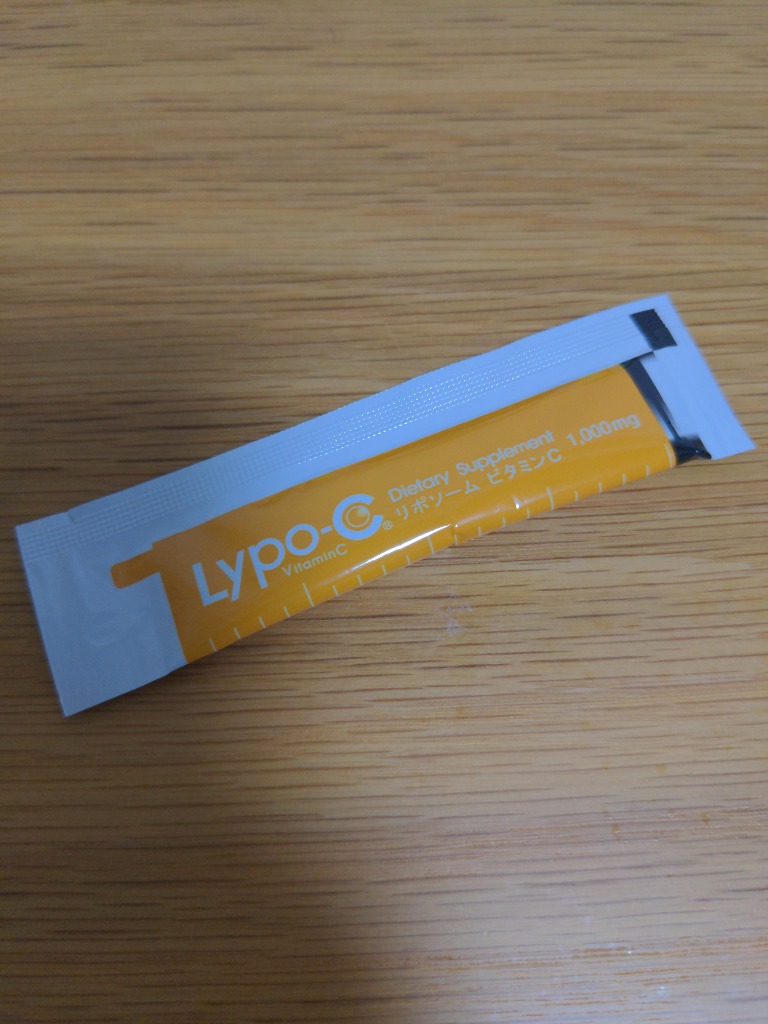 Lypo-C®
VitaminC
Dietary Supplement
リポソーム ビタミンC 1,000mg